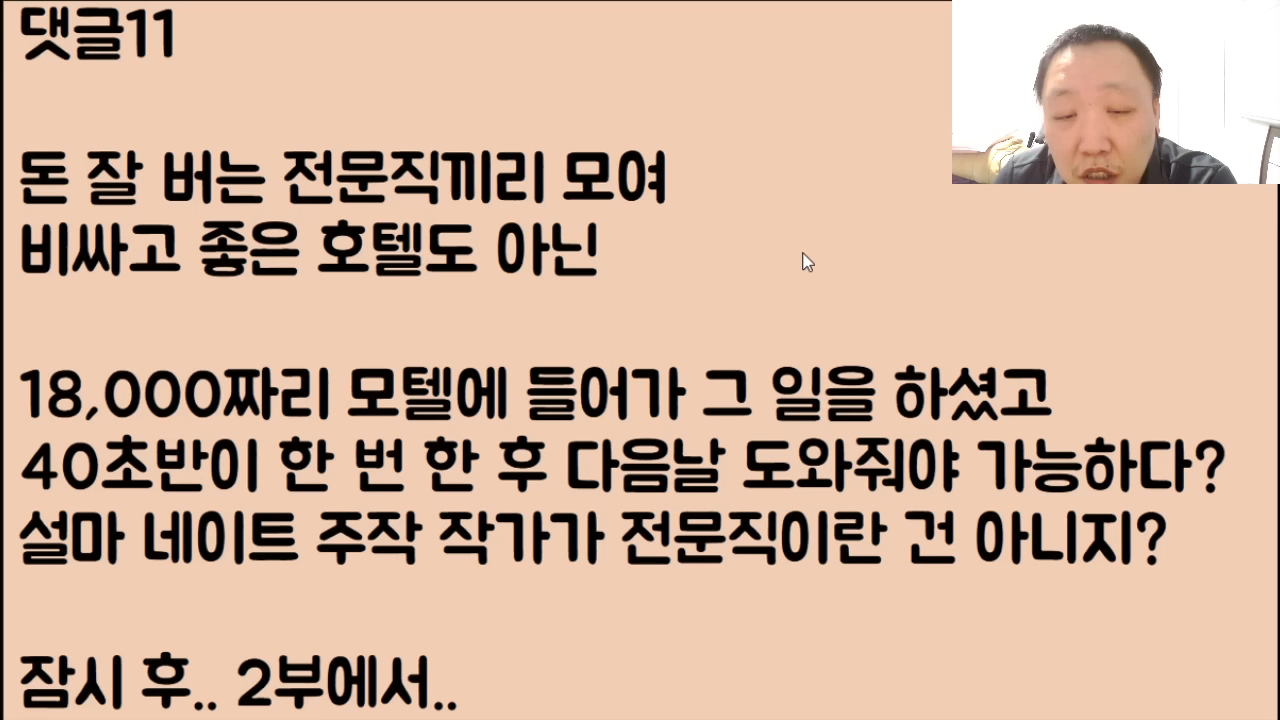 댓글11
돈 잘 버는 전문직끼리 모여
비싸고 좋은 호텔도 아닌
18,000짜리 모텔에 들어가 그 일을 하셨고
40초반이 한 번 한 후 다음날 도와줘야 가능하다?
설마 네이트 주작 작가가 전문직이란 건 아니지?
잠시 후.. 2부에서..